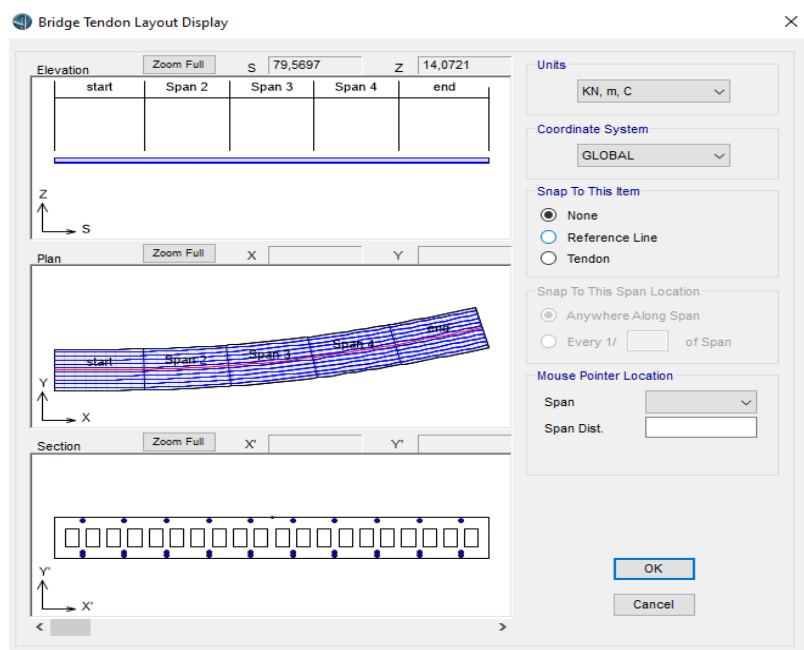 Bridge Tendon Layout Display
Elevation Zoom Full S 79,5697 Z 14,0721
start Span 2 Span 3 Span 4 end
Z
S
Plan Zoom Full X Y
start Span 2 Span 3 Span 4 end
Y
X
Section Zoom Full X' Y'
Y'
X'
Units
KN, m, C
Coordinate System
GLOBAL
Snap To This Item
None
Reference Line
Tendon
Snap To This Span Location
Anywhere Along Span
Every 1/ of Span
Mouse Pointer Location
Span
Span Dist.
OK
Cancel